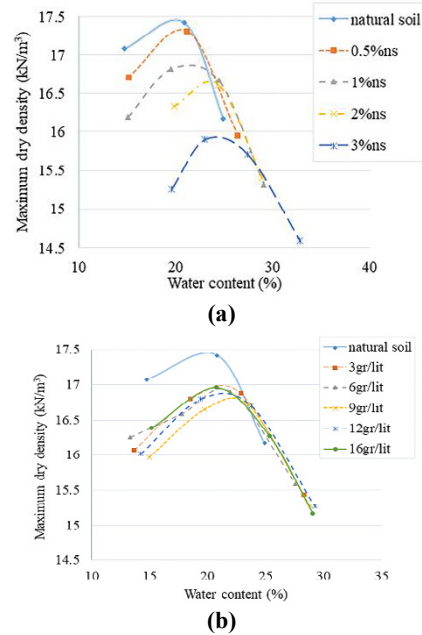 Maximum dry density (kN/m³)
17.5
17
16.5
16
15.5
15
14.5
0
10
20
30
40
Water content (%)
natural soil
0.5%ns
1%ns
2%ns
3%ns
(a)
Maximum dry density (kN/m³)
17.5
17
16.5
16
15.5
15
14.5
10
15
20
25
30
Water content (%)
natural soil
3gr/lit
6gr/lit
9gr/lit
12gr/lit
16gr/lit
(b)